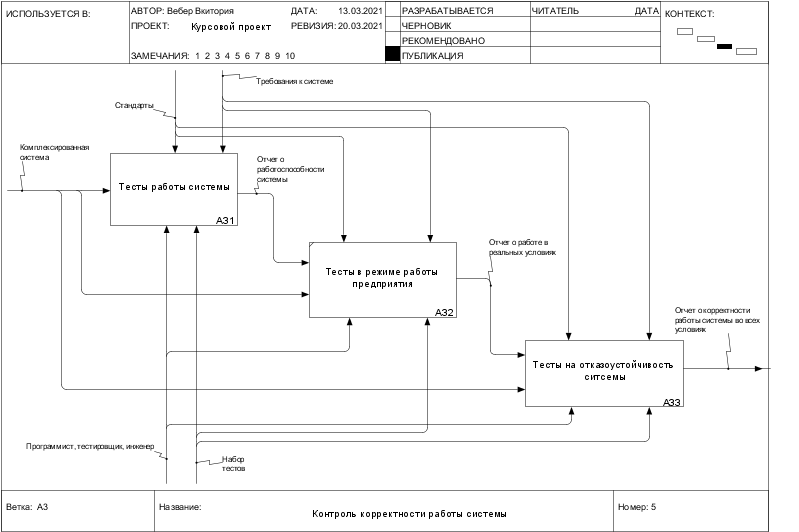 ИСПОЛЬЗУЕТСЯ В:
АВТОР: Вебер Вкитория
ДАТА: 13.03.2021
ПРОЕКТ: Курсовой проект
РЕВИЗИЯ: 20.03.2021
ЗАМЕЧАНИЯ: 1 2 3 4 5 6 7 8 9 10
РАЗРАБАТЫВАЕТСЯ
ЧЕРНОВИК
РЕКОМЕНДОВАНО
ПУБЛИКАЦИЯ
ЧИТАТЕЛЬ
ДАТА
КОНТЕКСТ:
Требования к системе
Стандарты
Комплексированная
система
Тесты работы системы
A31
Отчет о
работоспособности
системы
Тесты в режиме работы
предприятия
A32
Отчет о работе в
реальных условиях
Отчет о корректности
работы системы во всех
условиях
Тесты на отказоустойчивость
ситсемы
A33
Программист, тестировщик, инженер
Набор
тестов
Ветка: A3
Название:
Контроль корректности работы системы
Номер: 5